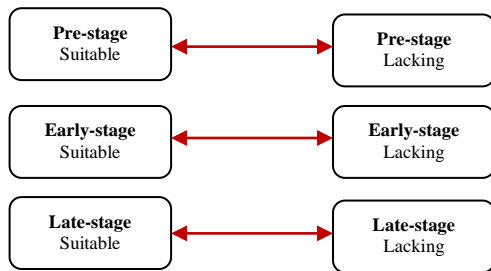 Pre-stage
Suitable
Pre-stage
Lacking
Early-stage
Suitable
Early-stage
Lacking
Late-stage
Suitable
Late-stage
Lacking